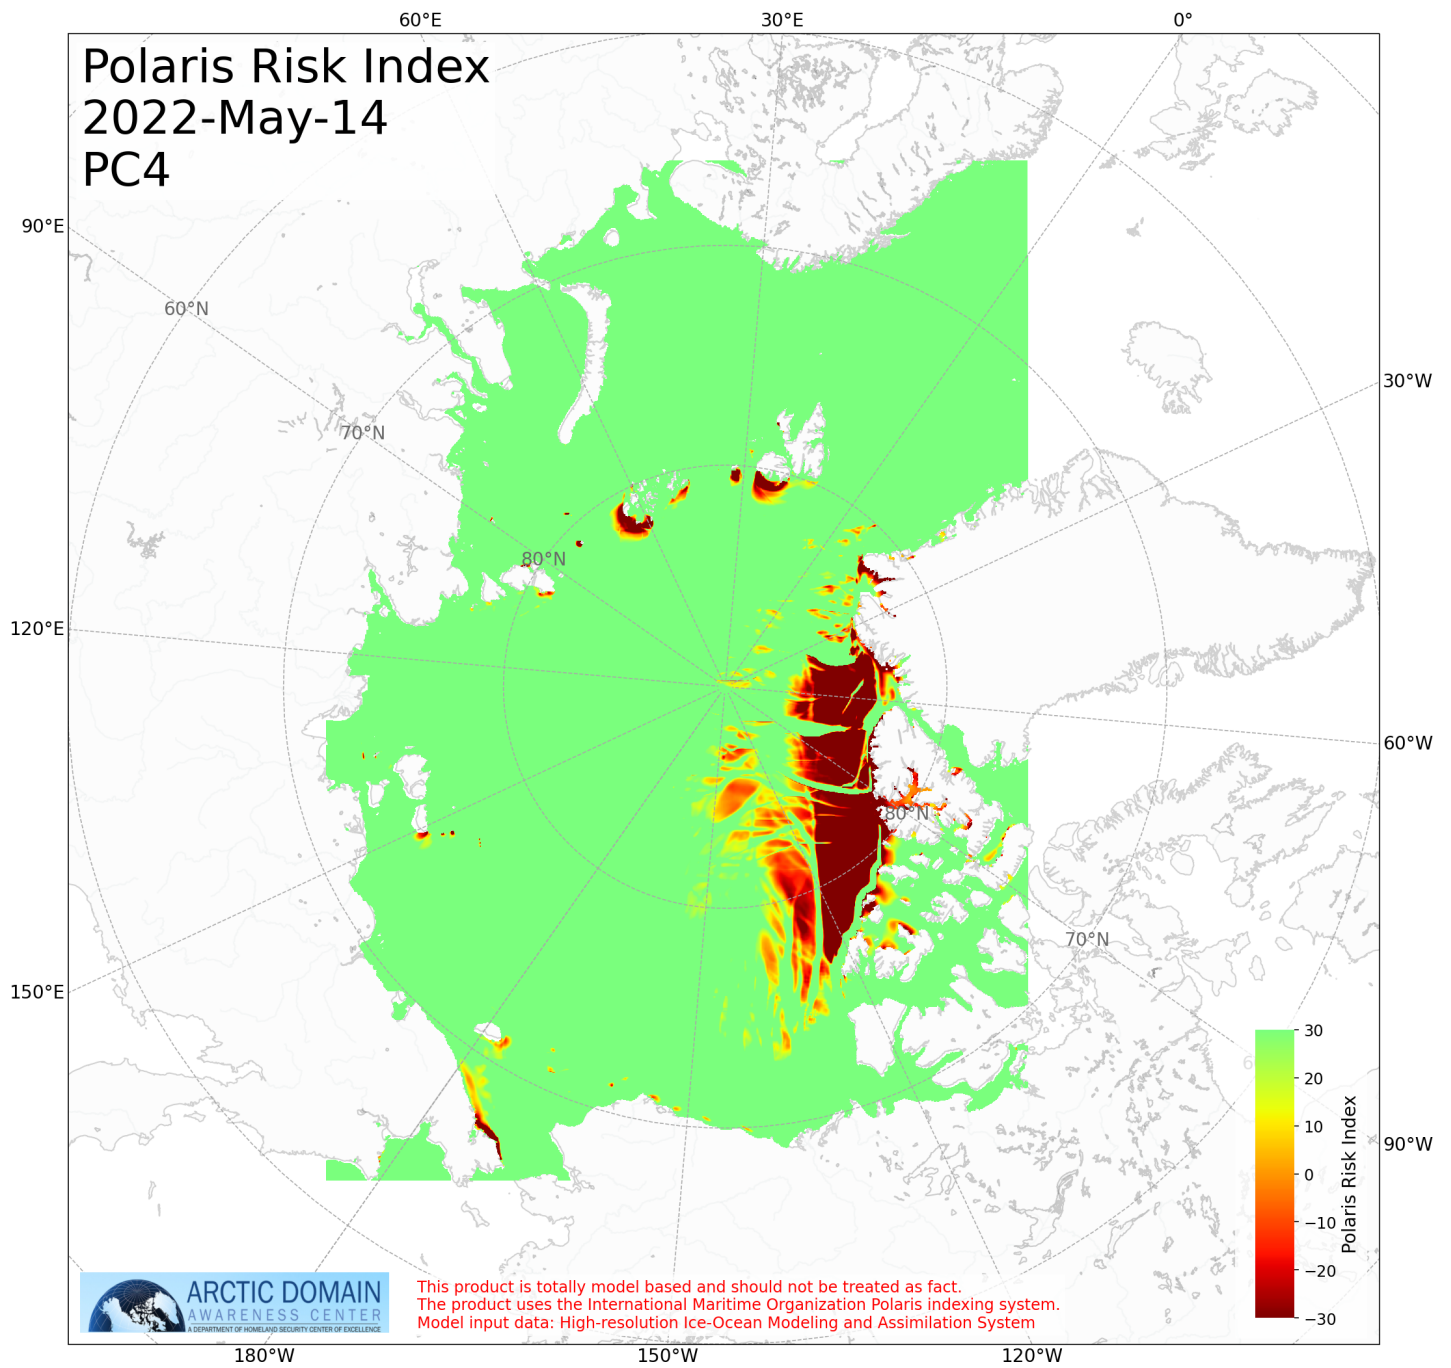 60°E 30°E 0°
Polaris Risk Index
2022-May-14
PC4
90°E
60°N
30°W
70°N
80°N
120°E
60°W
80°N
70°N
150°E
30
20
10
0
−10
−20
−30
Polaris Risk Index
90°W
ARCTIC DOMAIN
AWARENESS CENTER
A DEPARTMENT OF HOMELAND SECURITY CENTER OF EXCELLENCE
This product is totally model based and should not be treated as fact.
The product uses the International Maritime Organization Polaris indexing system.
Model input data: High-resolution Ice-Ocean Modeling and Assimilation System
180°W 150°W 120°W